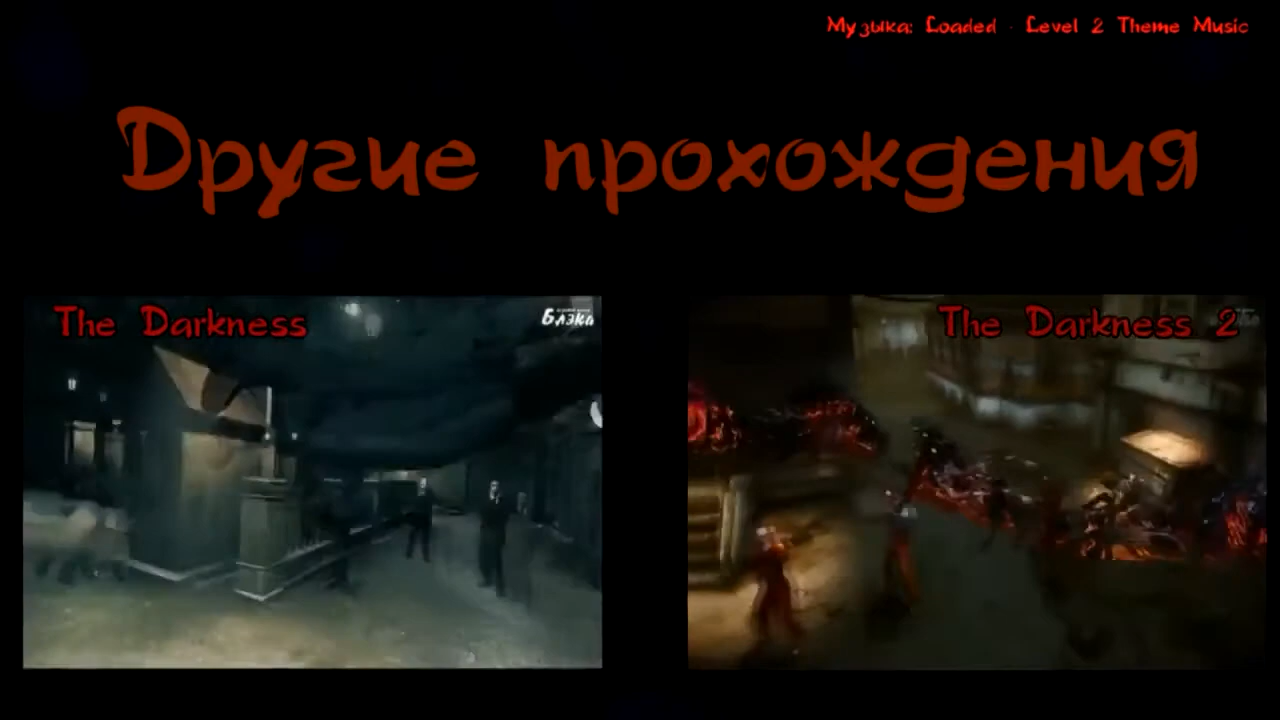 Музыка: Loaded - Level 2 Theme Music
Другие прохождения
The Darkness
Блэка
The Darkness 2